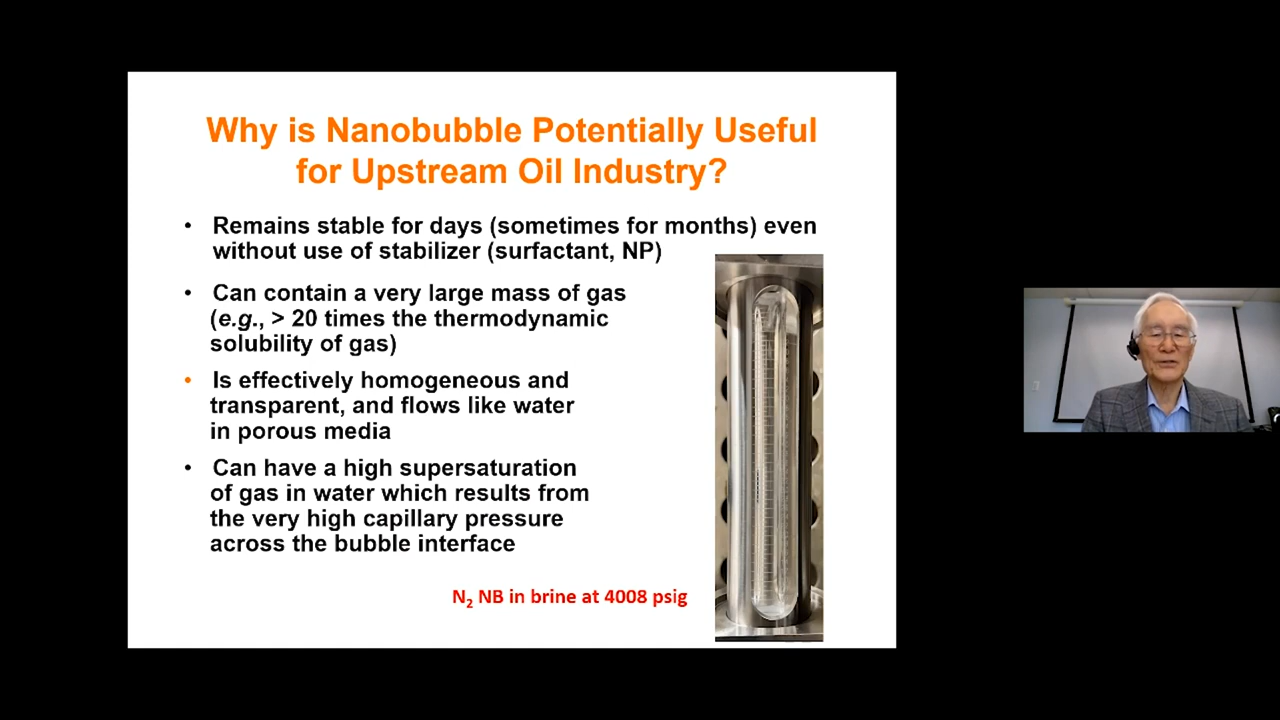 Why is Nanobubble Potentially Useful
for Upstream Oil Industry?
• Remains stable for days (sometimes for months) even
without use of stabilizer (surfactant, NP)
• Can contain a very large mass of gas
(e.g., > 20 times the thermodynamic
solubility of gas)
• Is effectively homogeneous and
transparent, and flows like water
in porous media
• Can have a high supersaturation
of gas in water which results from
the very high capillary pressure
across the bubble interface
N₂ NB in brine at 4008 psig